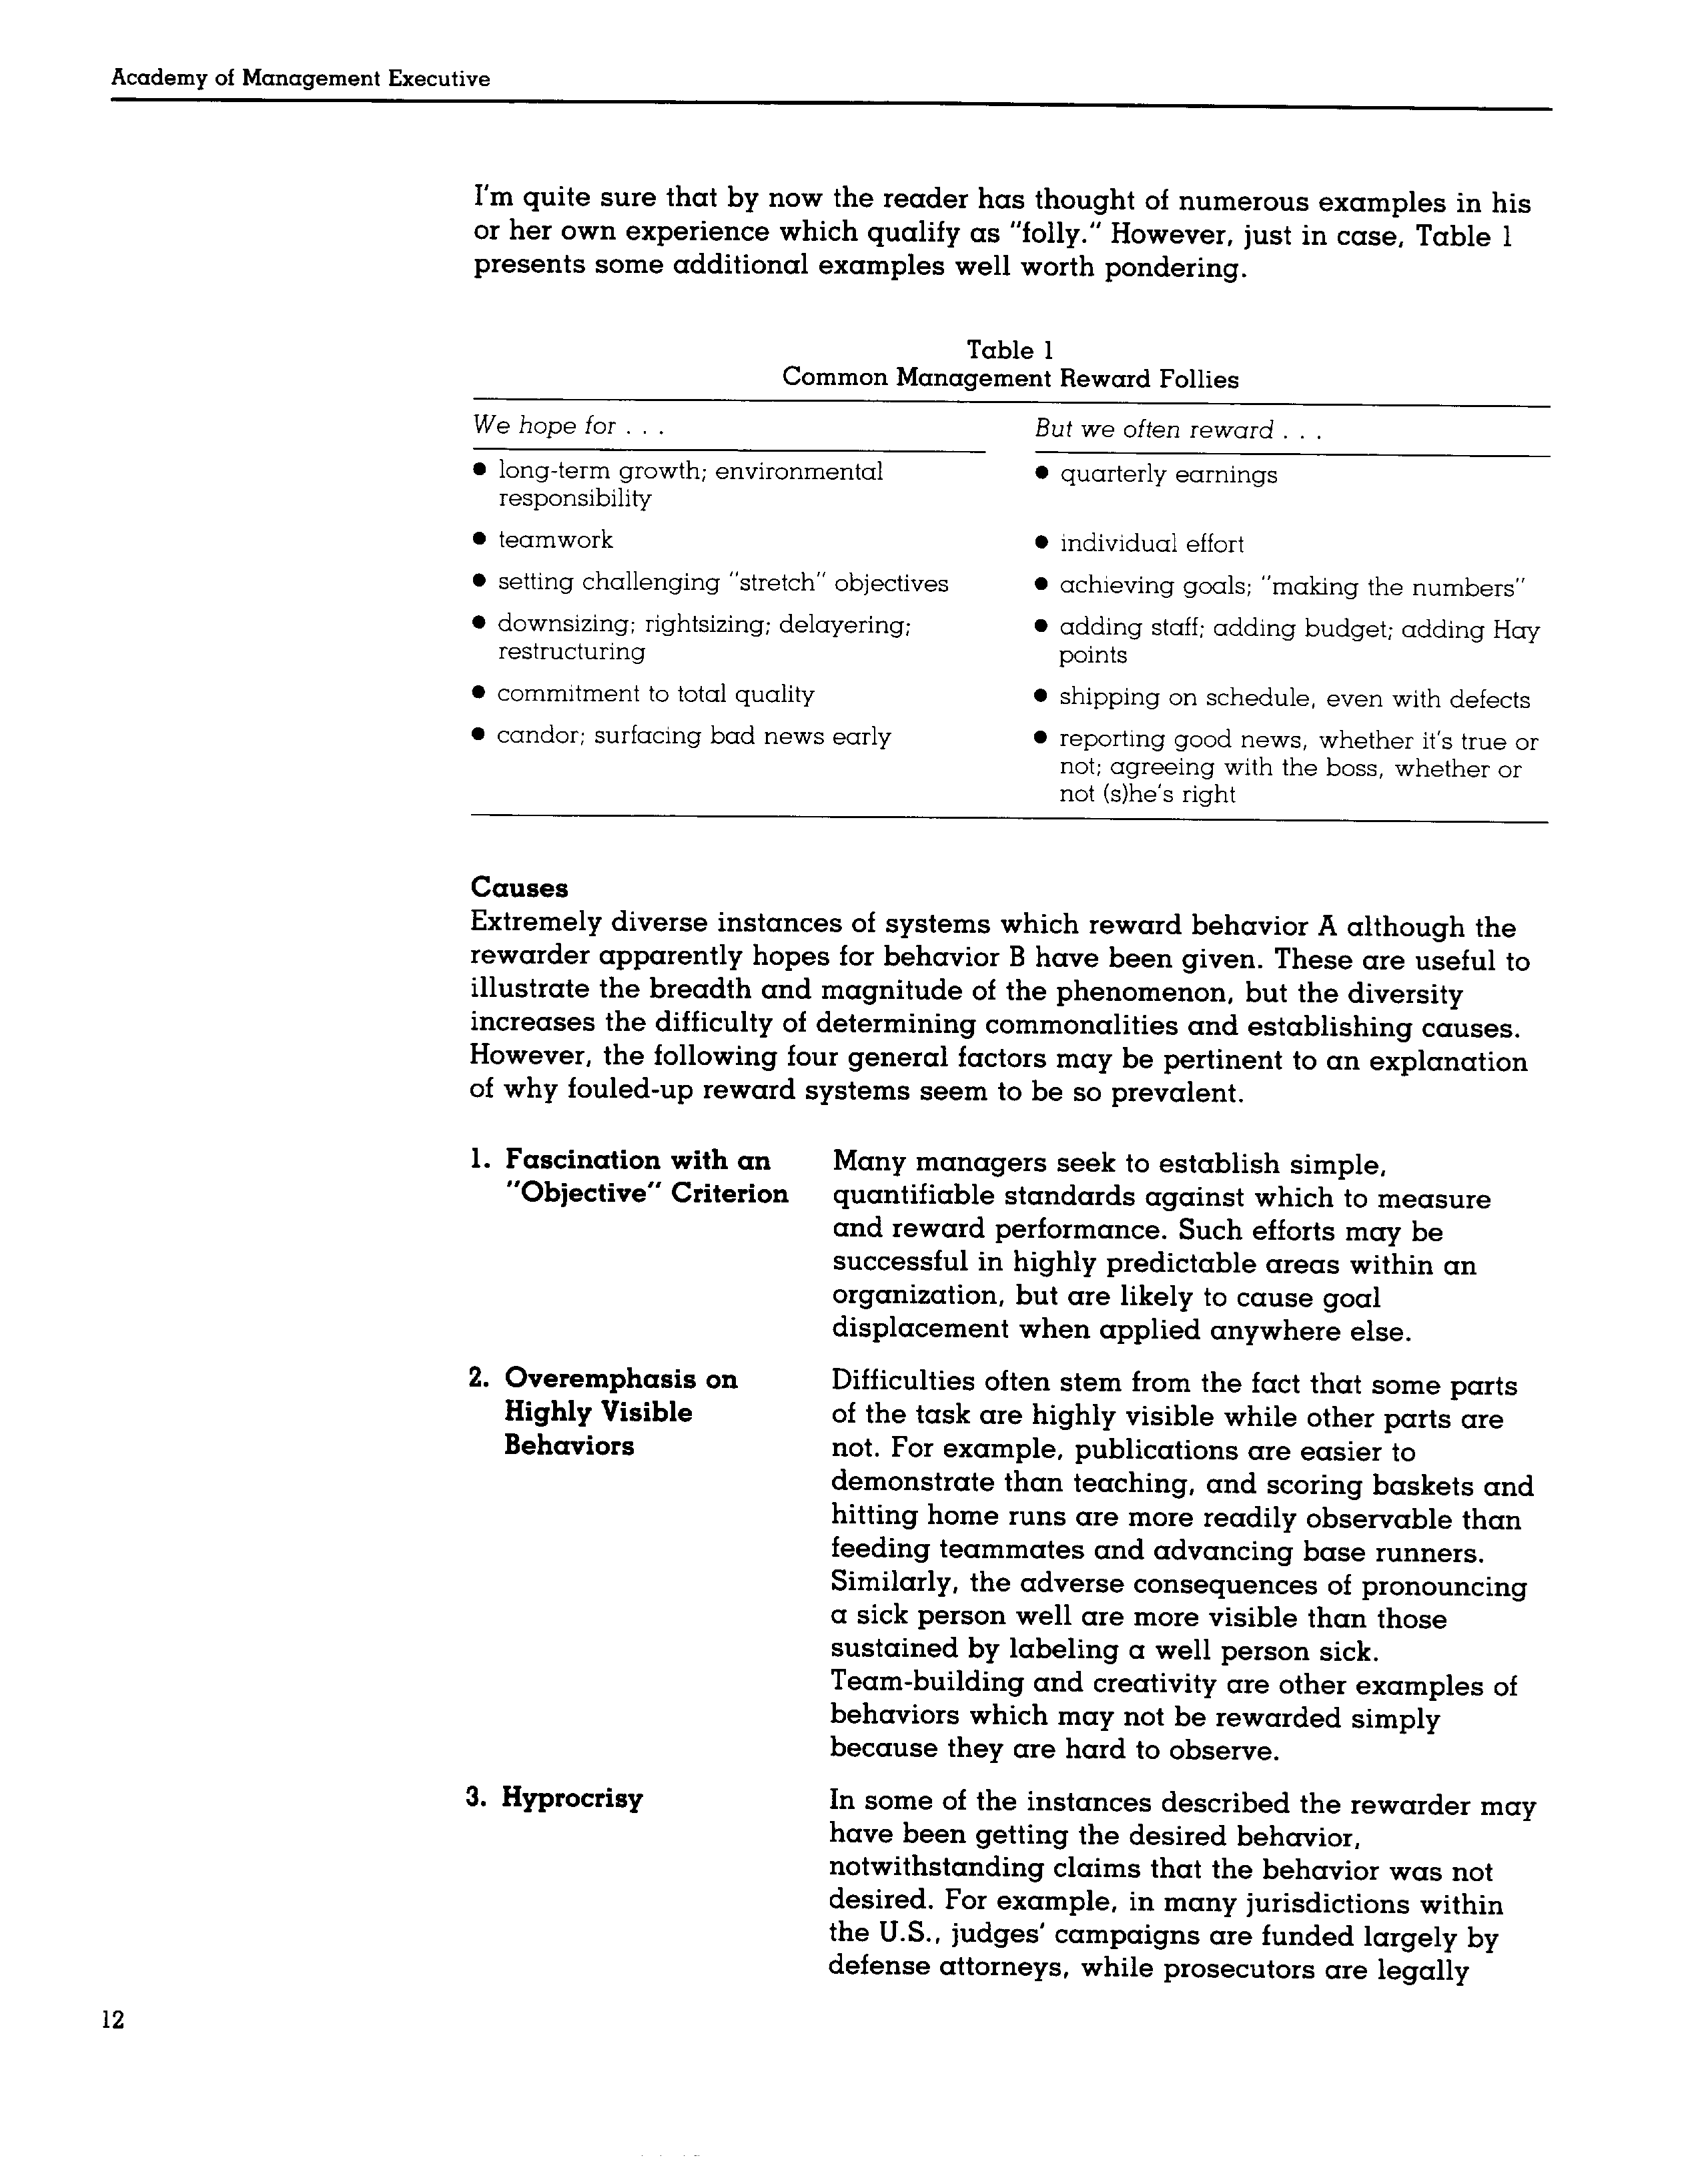 Academy of Management Executive
I'm quite sure that by now the reader has thought of numerous examples in his
or her own experience which qualify as "folly." However, just in case, Table 1
presents some additional examples well worth pondering.
Table 1
Common Management Reward Follies
We hope for . . .
But we often reward . . .
● long-term growth; environmental
responsibility
● quarterly earnings
● teamwork
● individual effort
● setting challenging "stretch" objectives
● achieving goals; "making the numbers"
● downsizing; rightsizing; delayering;
restructuring
● adding staff; adding budget; adding Hay
points
● commitment to total quality
● shipping on schedule, even with defects
● candor; surfacing bad news early
● reporting good news, whether it's true or
not; agreeing with the boss, whether or
not (s)he's right
Causes
Extremely diverse instances of systems which reward behavior A although the
rewarder apparently hopes for behavior B have been given. These are useful to
illustrate the breadth and magnitude of the phenomenon, but the diversity
increases the difficulty of determining commonalities and establishing causes.
However, the following four general factors may be pertinent to an explanation
of why fouled-up reward systems seem to be so prevalent.
1. Fascination with an
"Objective" Criterion
Many managers seek to establish simple,
quantifiable standards against which to measure
and reward performance. Such efforts may be
successful in highly predictable areas within an
organization, but are likely to cause goal
displacement when applied anywhere else.
2. Overemphasis on
Highly Visible
Behaviors
Difficulties often stem from the fact that some parts
of the task are highly visible while other parts are
not. For example, publications are easier to
demonstrate than teaching, and scoring baskets and
hitting home runs are more readily observable than
feeding teammates and advancing base runners.
Similarly, the adverse consequences of pronouncing
a sick person well are more visible than those
sustained by labeling a well person sick.
Team-building and creativity are other examples of
behaviors which may not be rewarded simply
because they are hard to observe.
3. Hyprocrisy
In some of the instances described the rewarder may
have been getting the desired behavior,
notwithstanding claims that the behavior was not
desired. For example, in many jurisdictions within
the U.S., judges' campaigns are funded largely by
defense attorneys, while prosecutors are legally
12